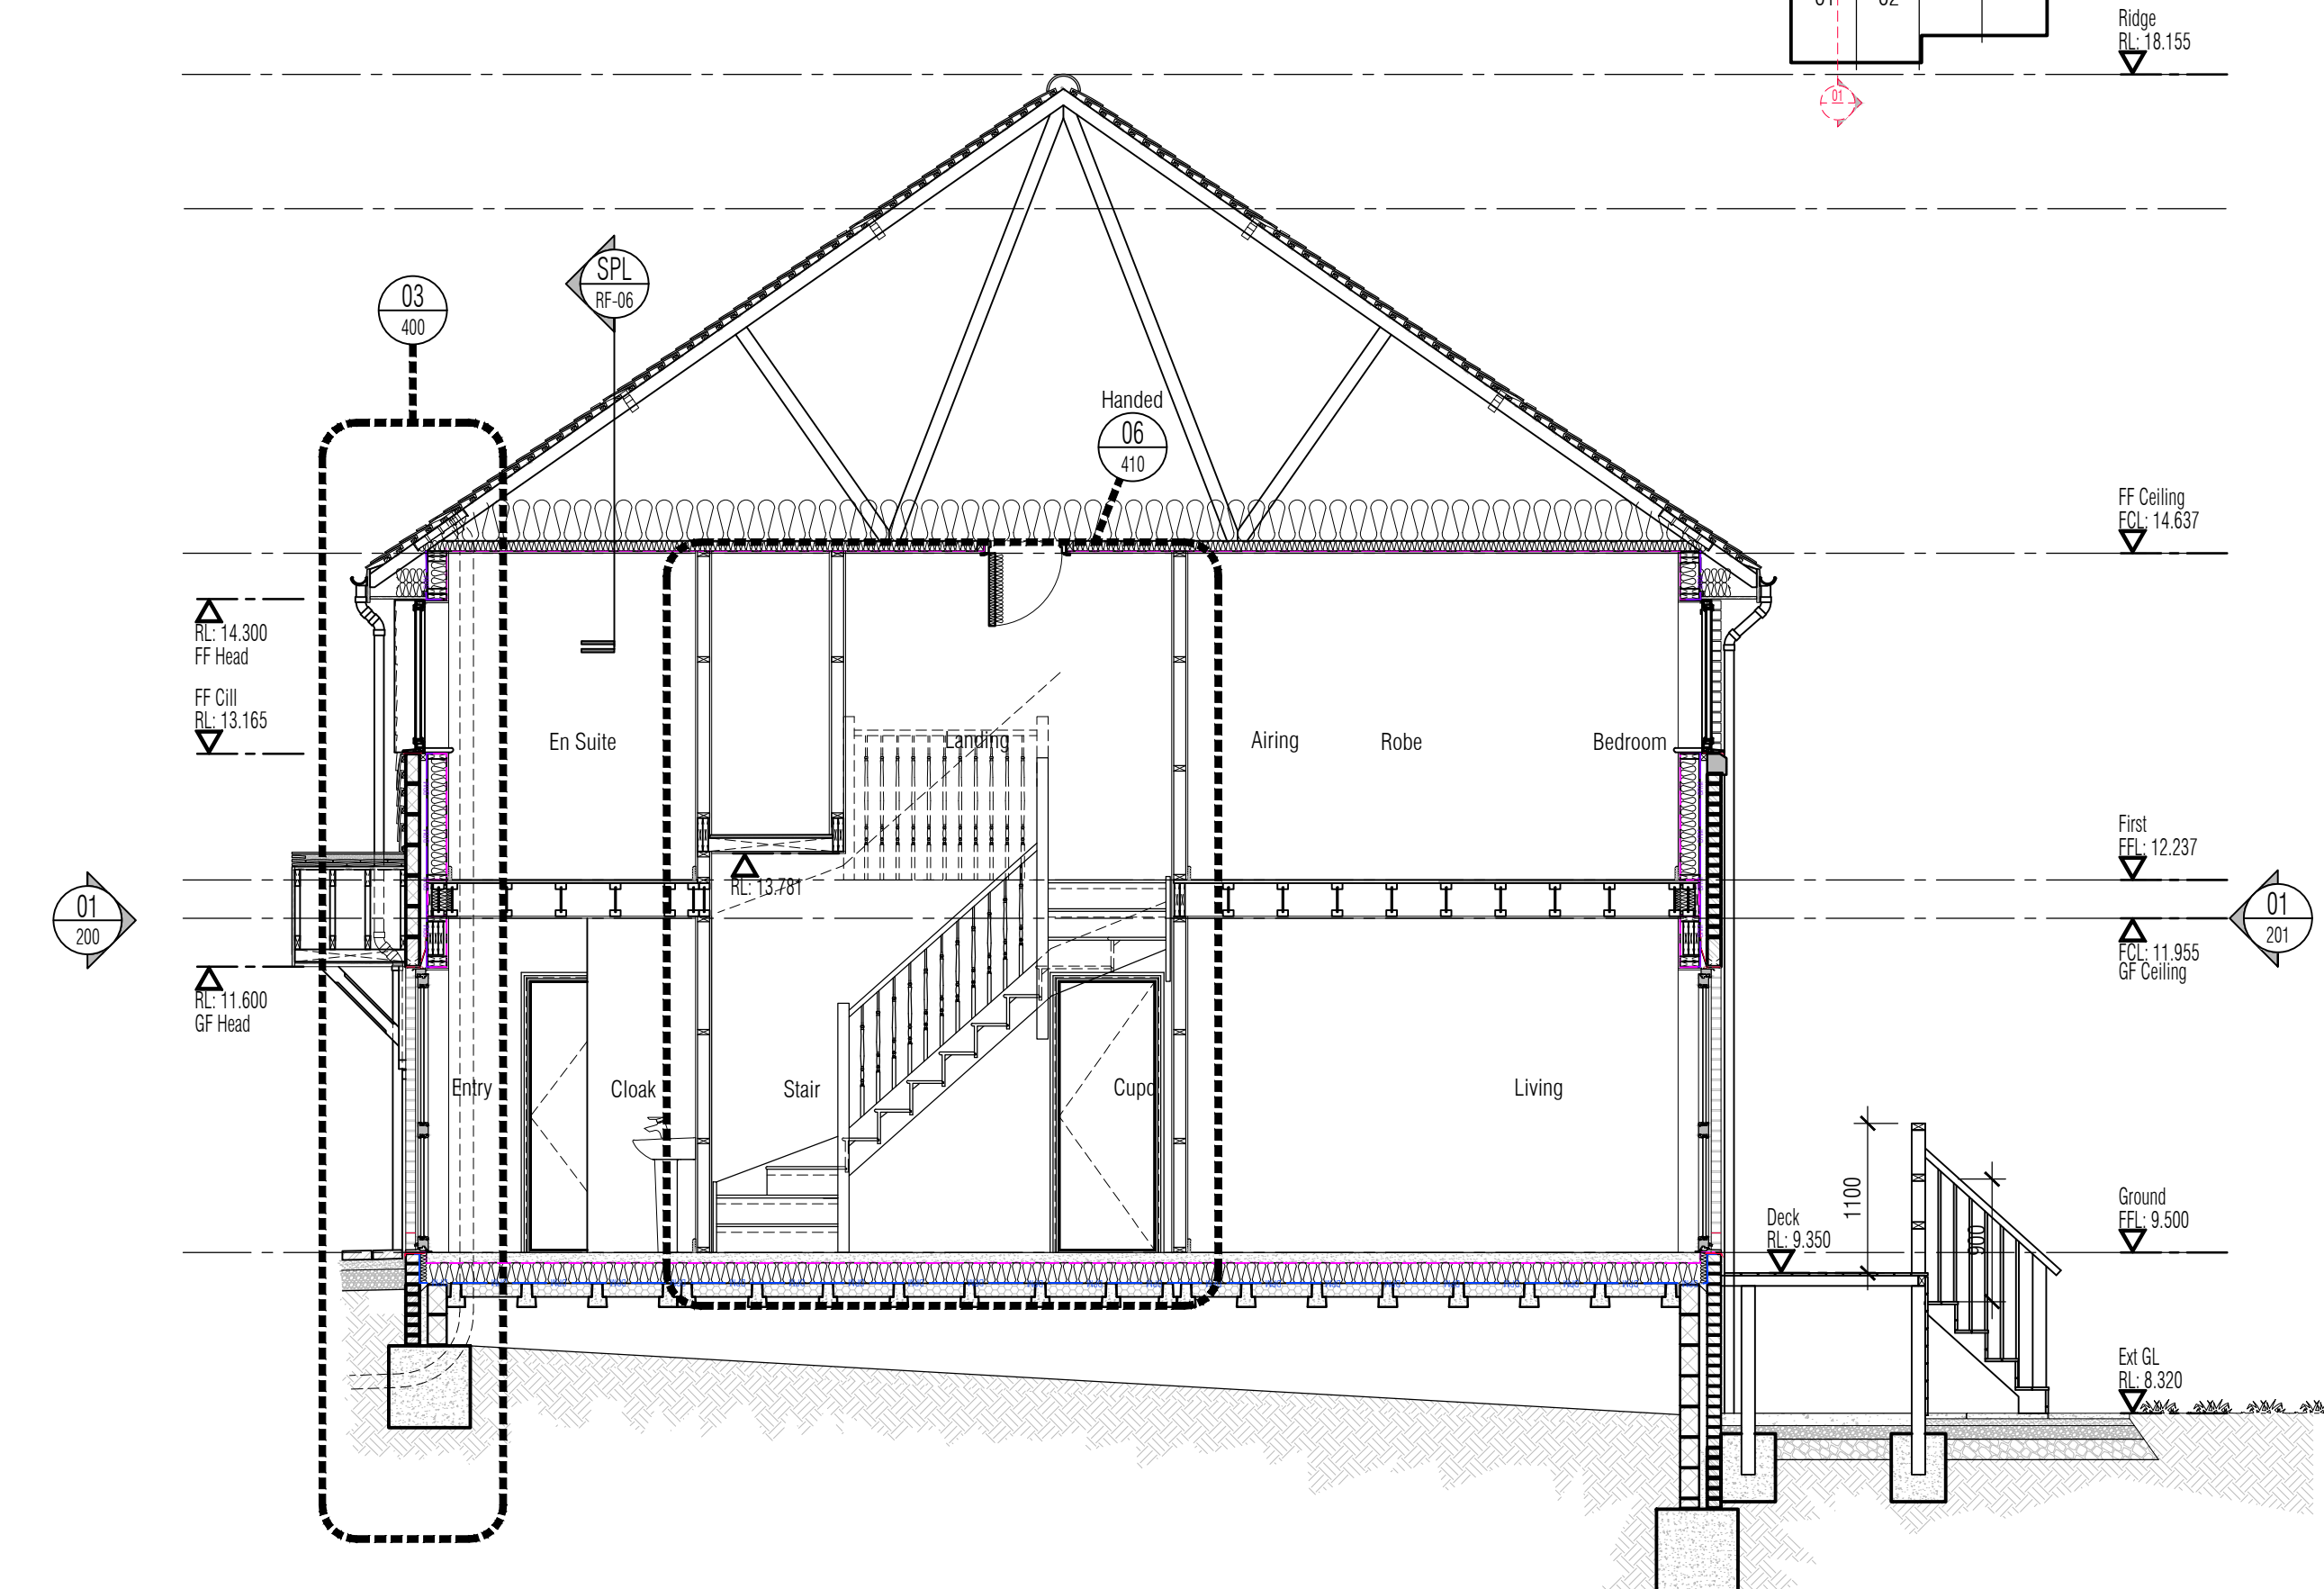 Ridge
RL: 18.155
01
SPL
RF-06
03
400
Handed
06
410
FF Ceiling
FCL: 14.637
RL: 14.300
FF Head
FF Cill
RL: 13.165
En Suite
Landing
Airing
Robe
Bedroom
First
FFL: 12.237
RL: 13.781
01
200
01
201
FCL: 11.955
GF Ceiling
RL: 11.600
GF Head
Entry
Cloak
Stair
Cupd
Living
1100
900
Deck
RL: 9.350
Ground
FFL: 9.500
Ext GL
RL: 8.320